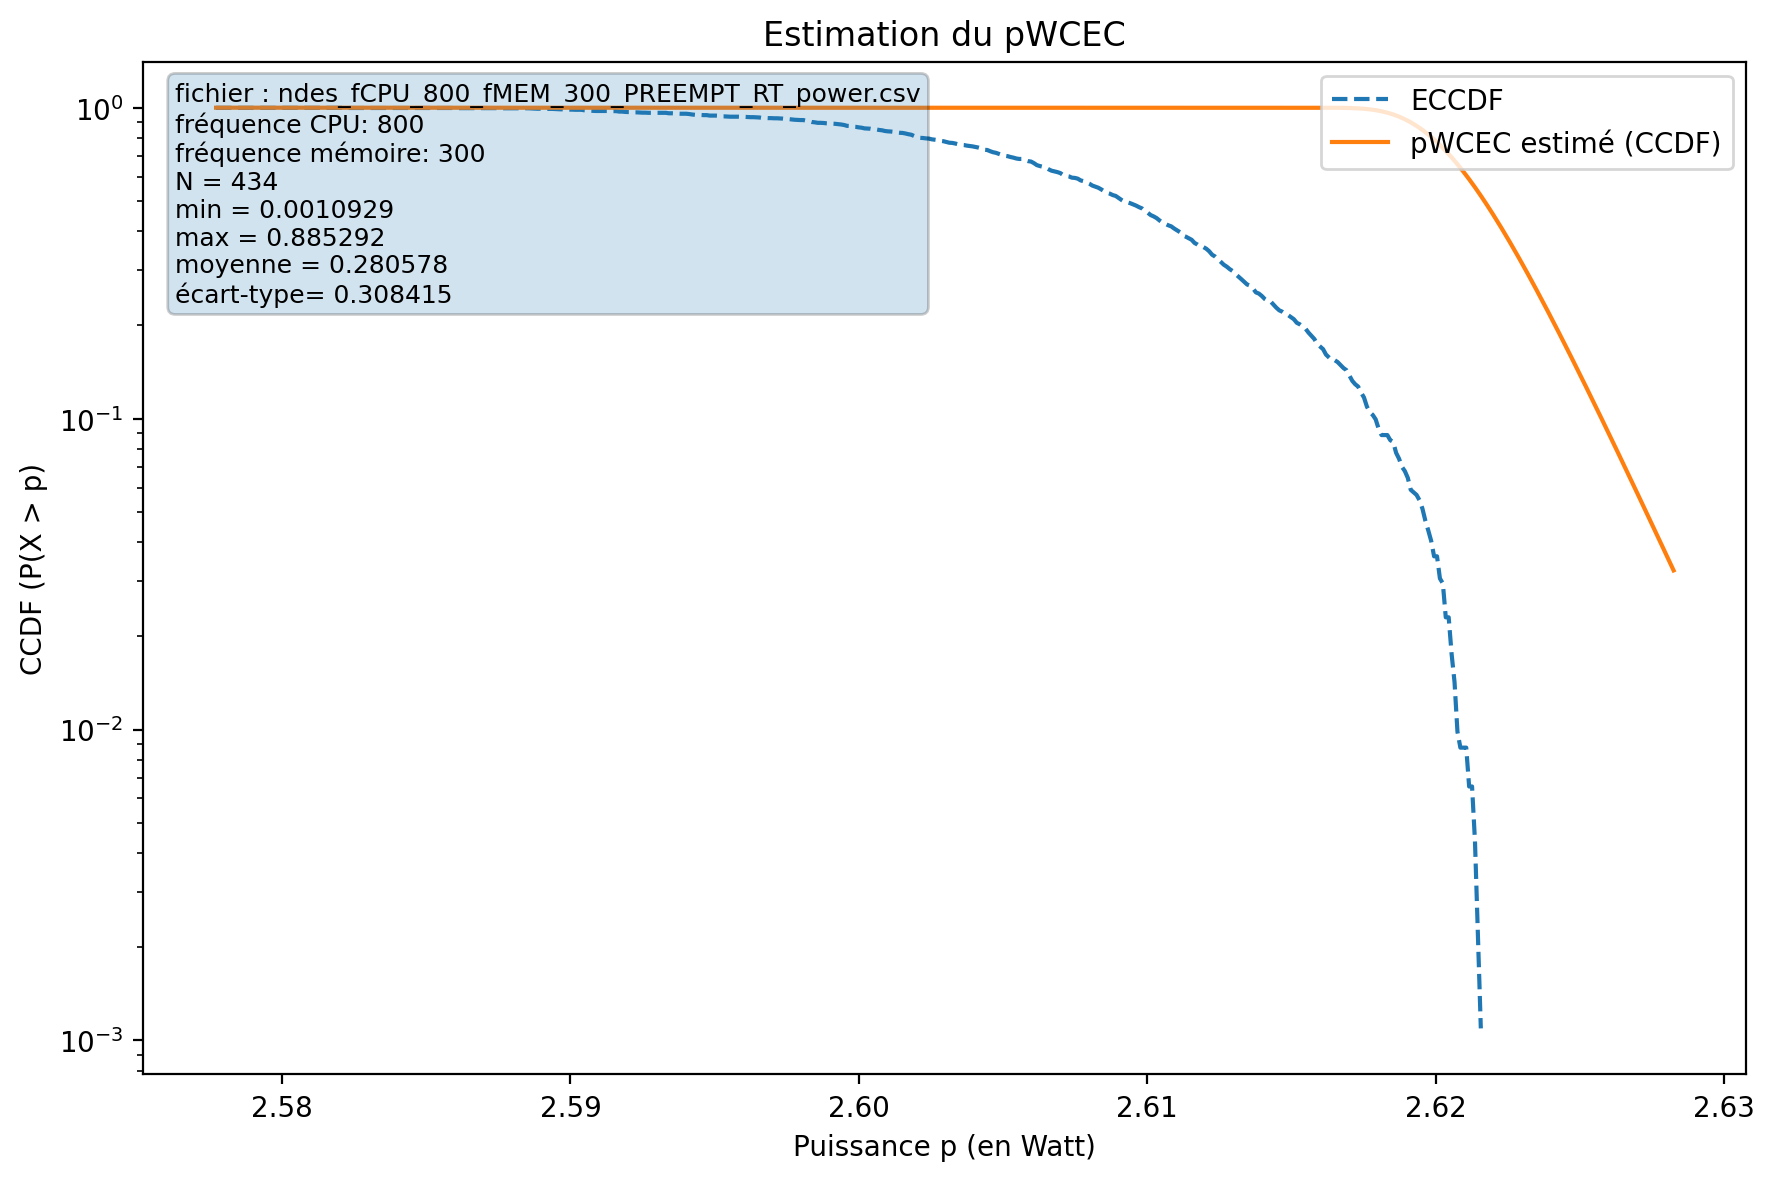 Estimation du pWCEC
fichier : ndes_fCPU_800_fMEM_300_PREEMPT_RT_power.csv
fréquence CPU: 800
fréquence mémoire: 300
N = 434
min = 0.0010929
max = 0.885292
moyenne = 0.280578
écart-type= 0.308415
ECCDF
pWCEC estimé (CCDF)
CCDF (P(X > p)
10⁰
10⁻¹
10⁻²
10⁻³
2.58 2.59 2.60 2.61 2.62 2.63
Puissance p (en Watt)